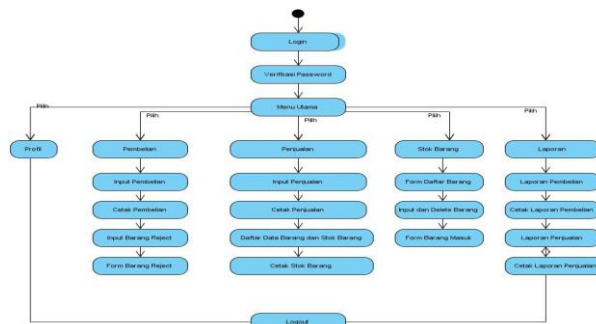 Login
Verifikasi Password
Menu Utama
Pilih
Pilih
Pilih
Pilih
Pilih
Profil
Pembelian
Penjualan
Stok Barang
Laporan
Input Pembelian
Input Penjualan
Form Daftar Barang
Laporan Pembelian
Cetak Pembelian
Cetak Penjualan
Input dan Delete Barang
Cetak Laporan Pembelian
Input Barang Reject
Daftar Data Barang dan Stok Barang
Form Barang Masuk
Laporan Penjualan
Form Barang Reject
Cetak Stok Barang
Cetak Laporan Penjualan
Logout